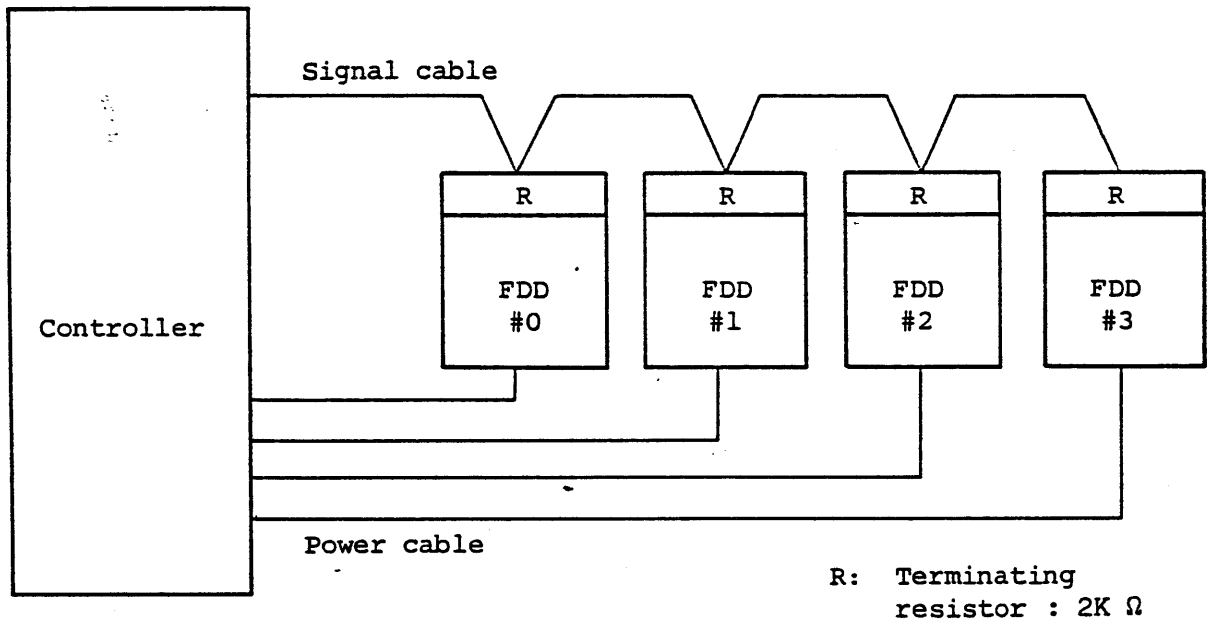 Signal cable
R
R
R
R
FDD
#0
FDD
#1
FDD
#2
FDD
#3
Controller
Power cable
R: Terminating
resistor : 2K Ω